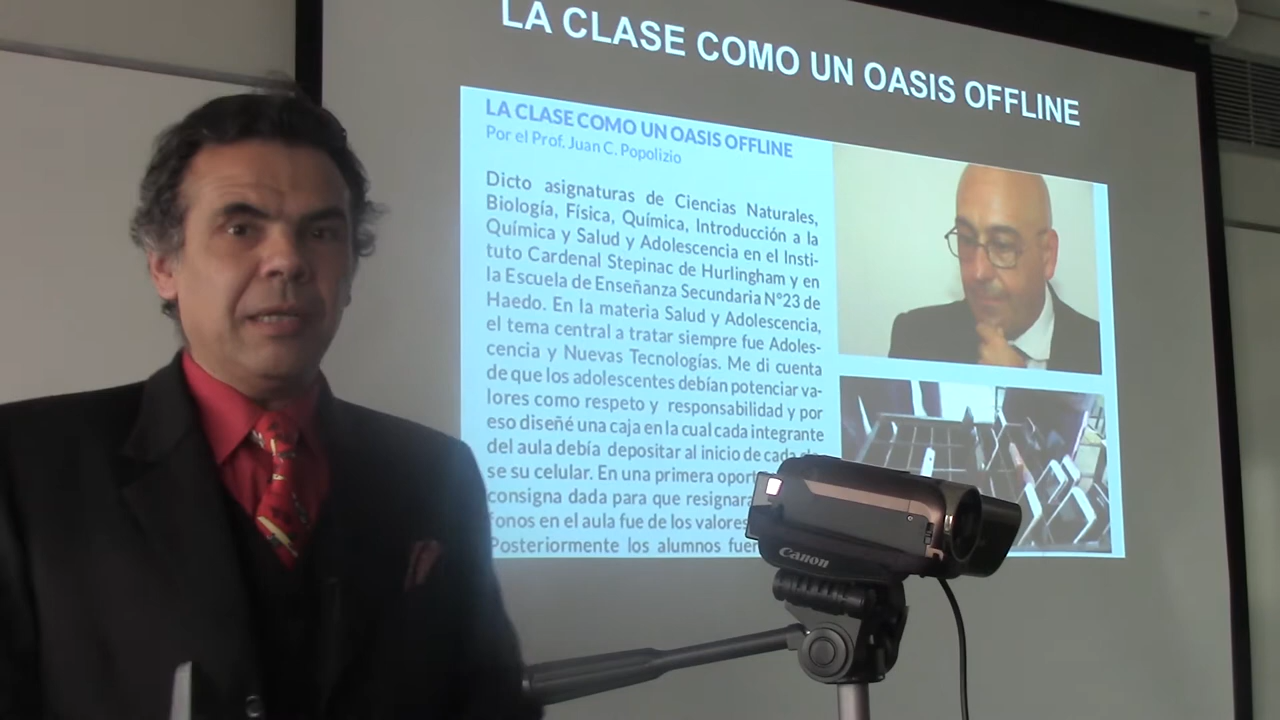 LA CLASE COMO UN OASIS OFFLINE
LA CLASE COMO UN OASIS OFFLINE
Por el Prof. Juan C. Popolizio
Dicto asignaturas de Ciencias Naturales,
Biología, Física, Química, Introducción a la
Química y Salud y Adolescencia en el Insti-
tuto Cardenal Stepinac de Hurlingham y en
la Escuela de Enseñanza Secundaria N°23 de
Haedo. En la materia Salud y Adolescencia,
el tema central a tratar siempre fue Adoles-
cencia y Nuevas Tecnologías. Me di cuenta
de que los adolescentes debían potenciar va-
lores como respeto y responsabilidad y por
eso diseñé una caja en la cual cada integrante
del aula debía depositar al inicio de cada
se su celular. En una primera
consigna dada para que
fonos en el aula fue de los valores
Posteriormente los alumnos
Canon